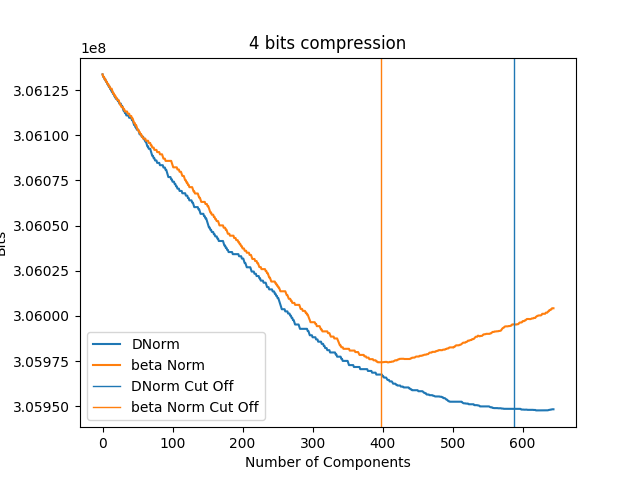 4 bits compression
1e8
3.06125
3.06100
3.06075
3.06050
3.06025
3.06000
3.05975
3.05950
DNorm
beta Norm
DNorm Cut Off
beta Norm Cut Off
0 100 200 300 400 500 600
Number of Components